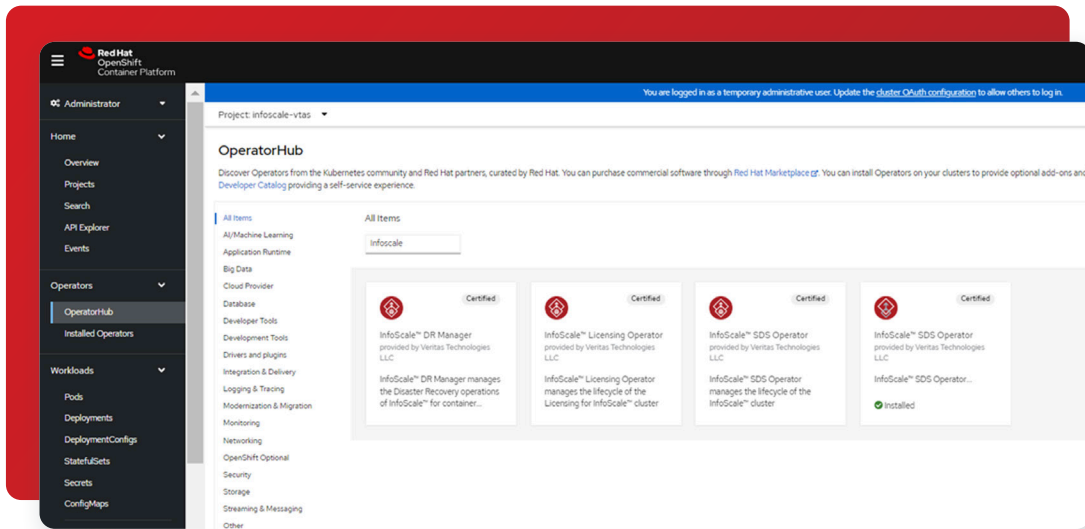 Red Hat
OpenShift
Container Platform
Administrator
Home
Overview
Projects
Search
API Explorer
Events
Operators
OperatorHub
Installed Operators
Workloads
Pods
Deployments
DeploymentConfigs
StatefulSets
Secrets
ConfigMaps
You are logged in as a temporary administrative user. Update the cluster OAuth configuration to allow others to log in.
Project: infoscale-vtas
OperatorHub
Discover Operators from the Kubernetes community and Red Hat partners, curated by Red Hat. You can purchase commercial software through Red Hat Marketplace. You can install Operators on your clusters to provide optional add-ons and
Developer Catalog providing a self-service experience.
All Items
AI/Machine Learning
Application Runtime
Big Data
Cloud Provider
Database
Developer Tools
Development Tools
Drivers and plugins
Integration & Delivery
Logging & Tracing
Modernization & Migration
Monitoring
Networking
OpenShift Optional
Security
Storage
Streaming & Messaging
Other
All Items
Infoscale
Certified
InfoScale™ DR Manager
provided by Veritas Technologies
LLC
InfoScale™ DR Manager manages
the Disaster Recovery operations
of InfoScale™ for container...
Certified
InfoScale™ Licensing Operator
provided by Veritas Technologies
LLC
InfoScale™ Licensing Operator
manages the lifecycle of the
Licensing for InfoScale™ cluster
Certified
InfoScale™ SDS Operator
provided by Veritas Technologies
LLC
InfoScale™ SDS Operator
manages the lifecycle of the
InfoScale™ cluster
Certified
InfoScale™ SDS Operator
provided by Veritas Technologies
LLC
InfoScale™ SDS Operator...
Installed